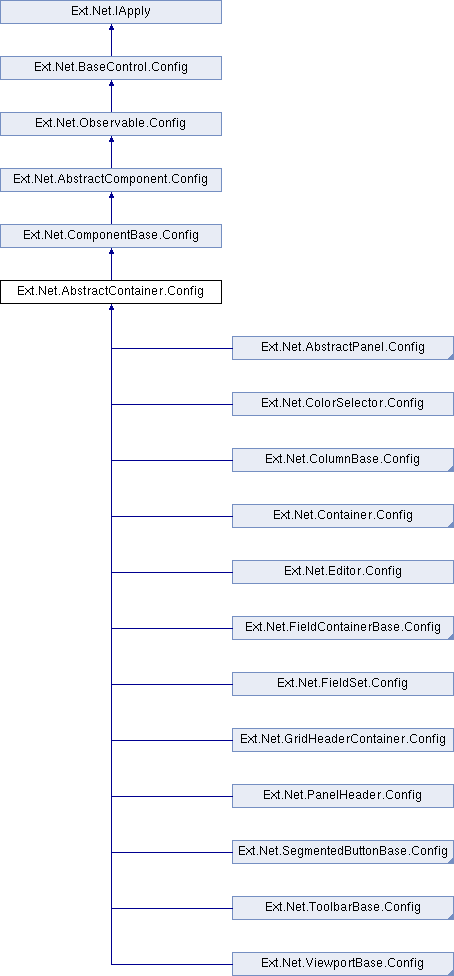 Ext.Net.IApply
Ext.Net.BaseControl.Config
Ext.Net.Observable.Config
Ext.Net.AbstractComponent.Config
Ext.Net.ComponentBase.Config
Ext.Net.AbstractContainer.Config
Ext.Net.AbstractPanel.Config
Ext.Net.ColorSelector.Config
Ext.Net.ColumnBase.Config
Ext.Net.Container.Config
Ext.Net.Editor.Config
Ext.Net.FieldContainerBase.Config
Ext.Net.FieldSet.Config
Ext.Net.GridHeaderContainer.Config
Ext.Net.PanelHeader.Config
Ext.Net.SegmentedButtonBase.Config
Ext.Net.ToolbarBase.Config
Ext.Net.ViewportBase.Config